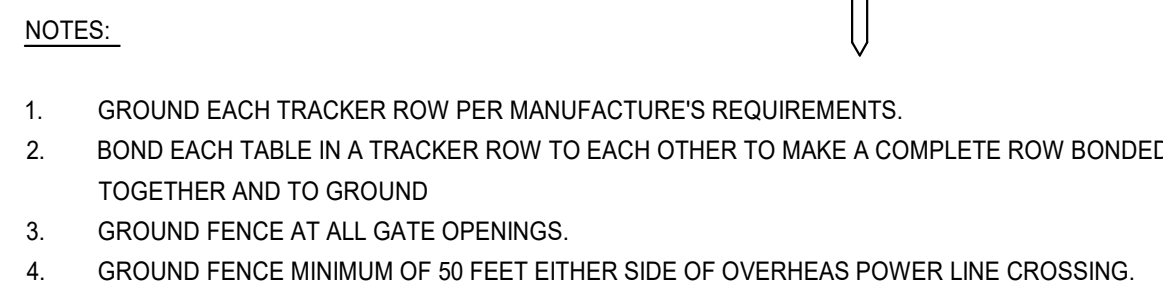 NOTES:
1. GROUND EACH TRACKER ROW PER MANUFACTURE'S REQUIREMENTS.
2. BOND EACH TABLE IN A TRACKER ROW TO EACH OTHER TO MAKE A COMPLETE ROW BONDED
TOGETHER AND TO GROUND
3. GROUND FENCE AT ALL GATE OPENINGS.
4. GROUND FENCE MINIMUM OF 50 FEET EITHER SIDE OF OVERHEAS POWER LINE CROSSING.